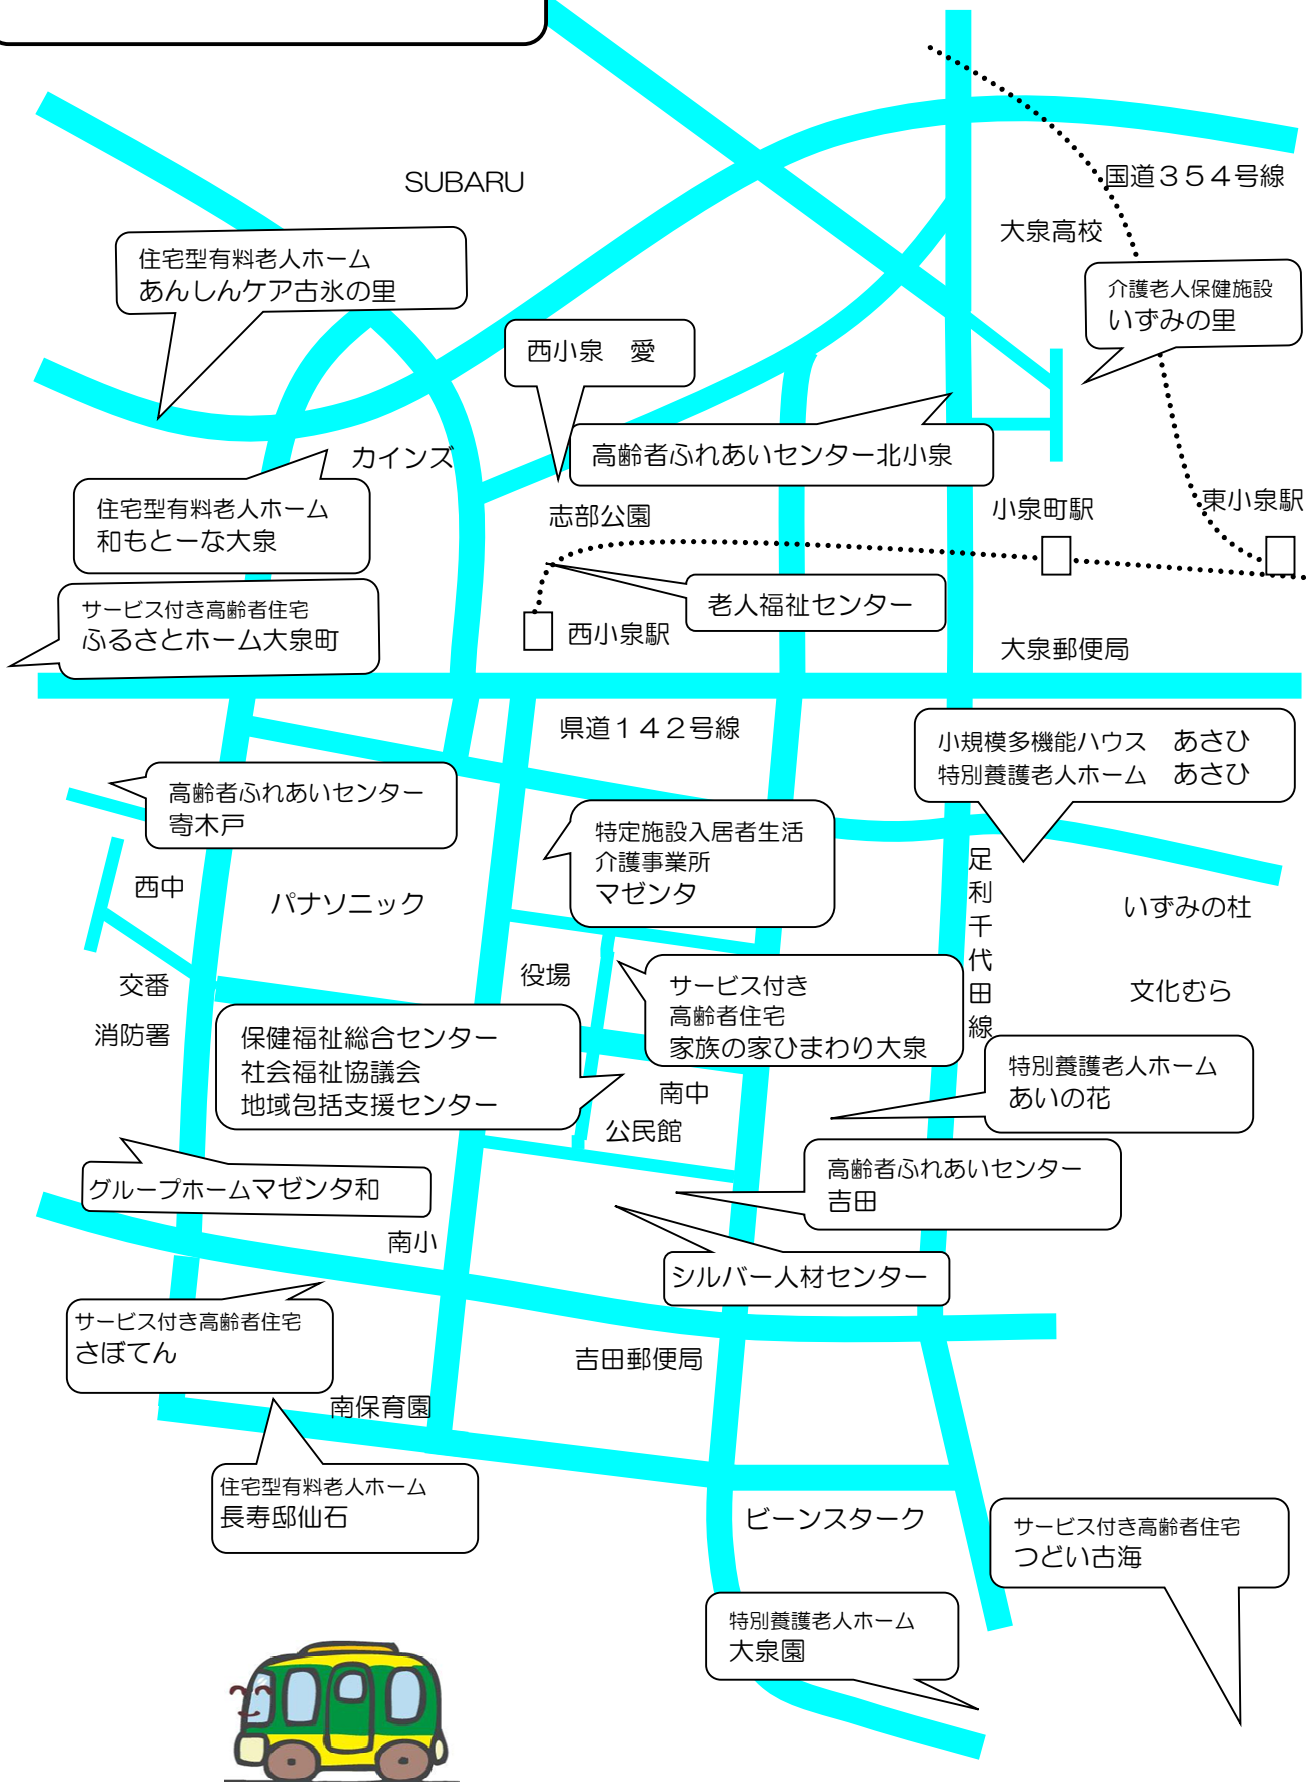 SUBARU
国道３５４号線
大泉高校
住宅型有料老人ホーム
あんしんケア古氷の里
介護老人保健施設
いずみの里
西小泉　愛
カインズ
高齢者ふれあいセンター北小泉
住宅型有料老人ホーム
和もとーな大泉
志部公園
小泉町駅
東小泉駅
サービス付き高齢者住宅
ふるさとホーム大泉町
老人福祉センター
西小泉駅
大泉郵便局
県道１４２号線
小規模多機能ハウス　あさひ
特別養護老人ホーム　あさひ
高齢者ふれあいセンター
寄木戸
特定施設入居者生活
介護事業所
マゼンタ
足利千代田線
西中
パナソニック
いずみの杜
役場
サービス付き
高齢者住宅
家族の家ひまわり大泉
交番
文化むら
消防署
保健福祉総合センター
社会福祉協議会
地域包括支援センター
南中
特別養護老人ホーム
あいの花
公民館
高齢者ふれあいセンター
吉田
グループホームマゼンタ和
南小
シルバー人材センター
サービス付き高齢者住宅
さぼてん
吉田郵便局
南保育園
住宅型有料老人ホーム
長寿邸仙石
ビーンスターク
サービス付き高齢者住宅
つどい古海
特別養護老人ホーム
大泉園